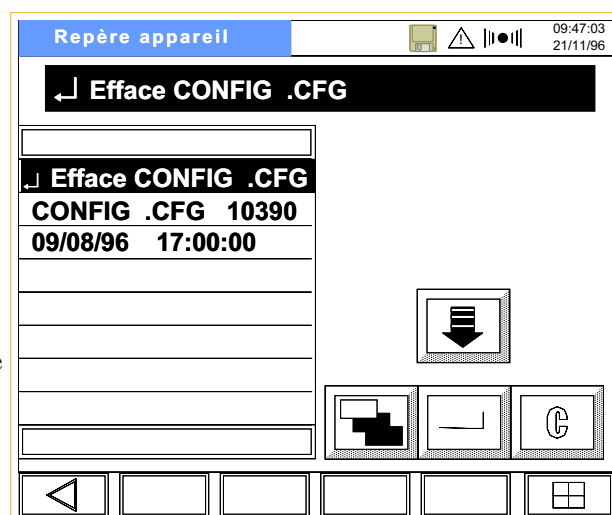 Repère appareil
09:47:03
21/11/96
↵ Efface CONFIG .CFG
↵ Efface CONFIG .CFG
CONFIG .CFG 10390
09/08/96 17:00:00
e
C